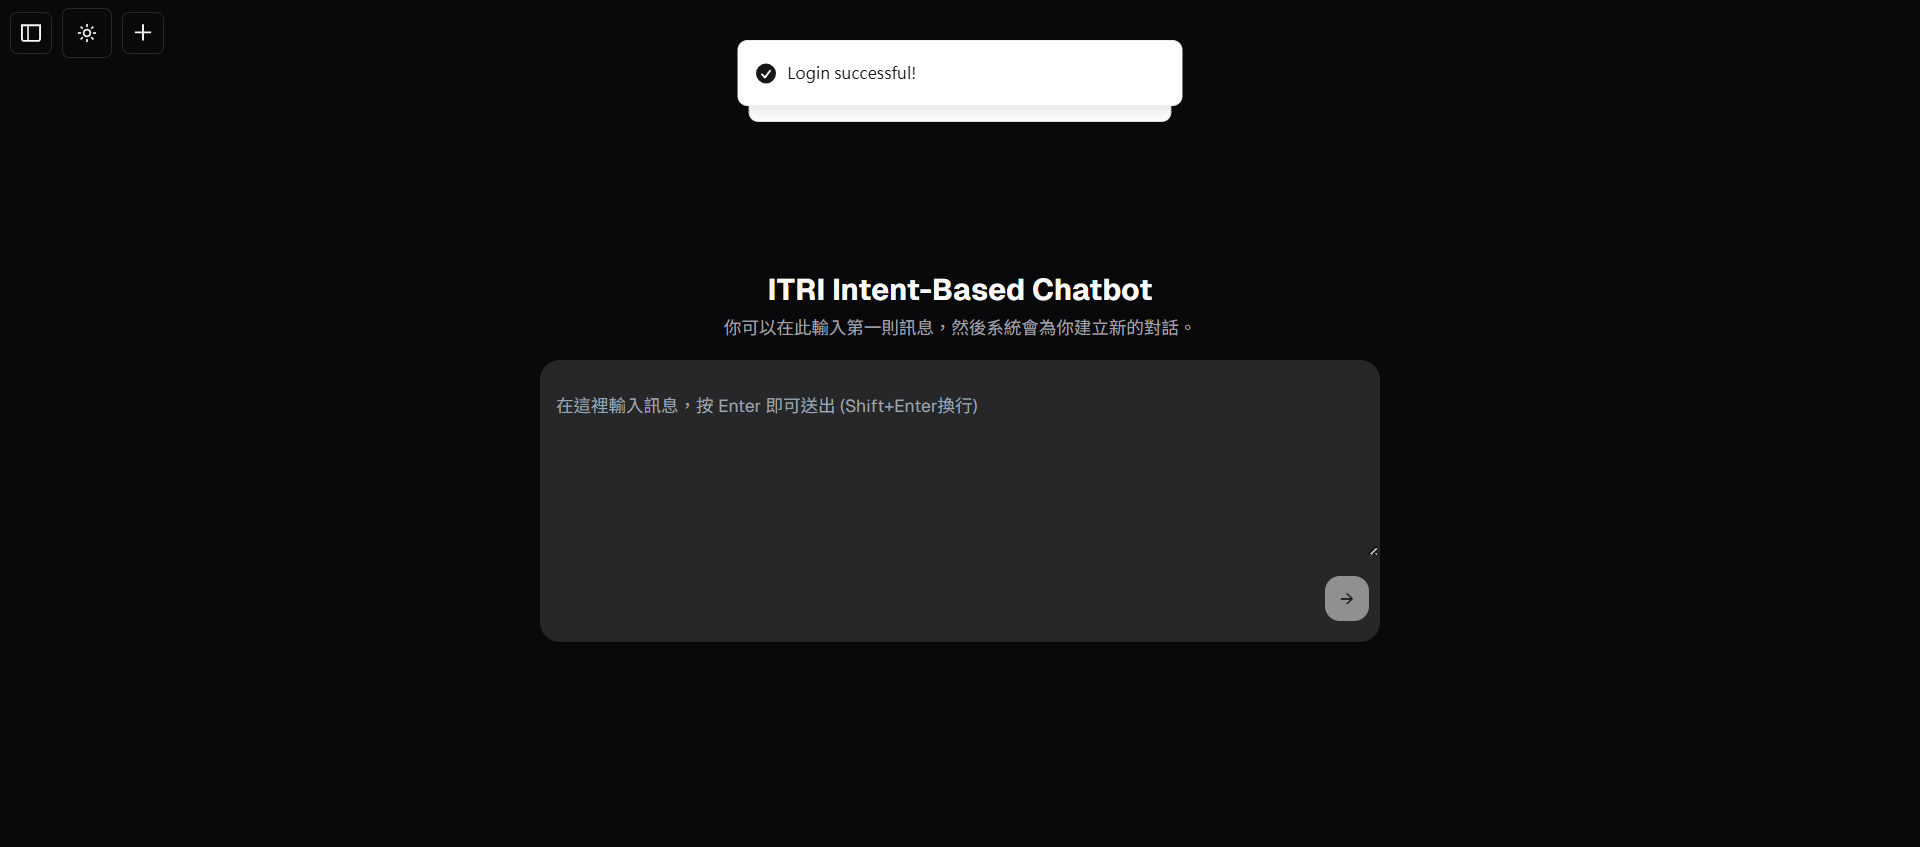 Login successful!
ITRI Intent-Based Chatbot
你可以在此輸入第一則訊息，然後系統會為你建立新的對話。
在這裡輸入訊息，按 Enter 即可送出 (Shift+Enter換行)